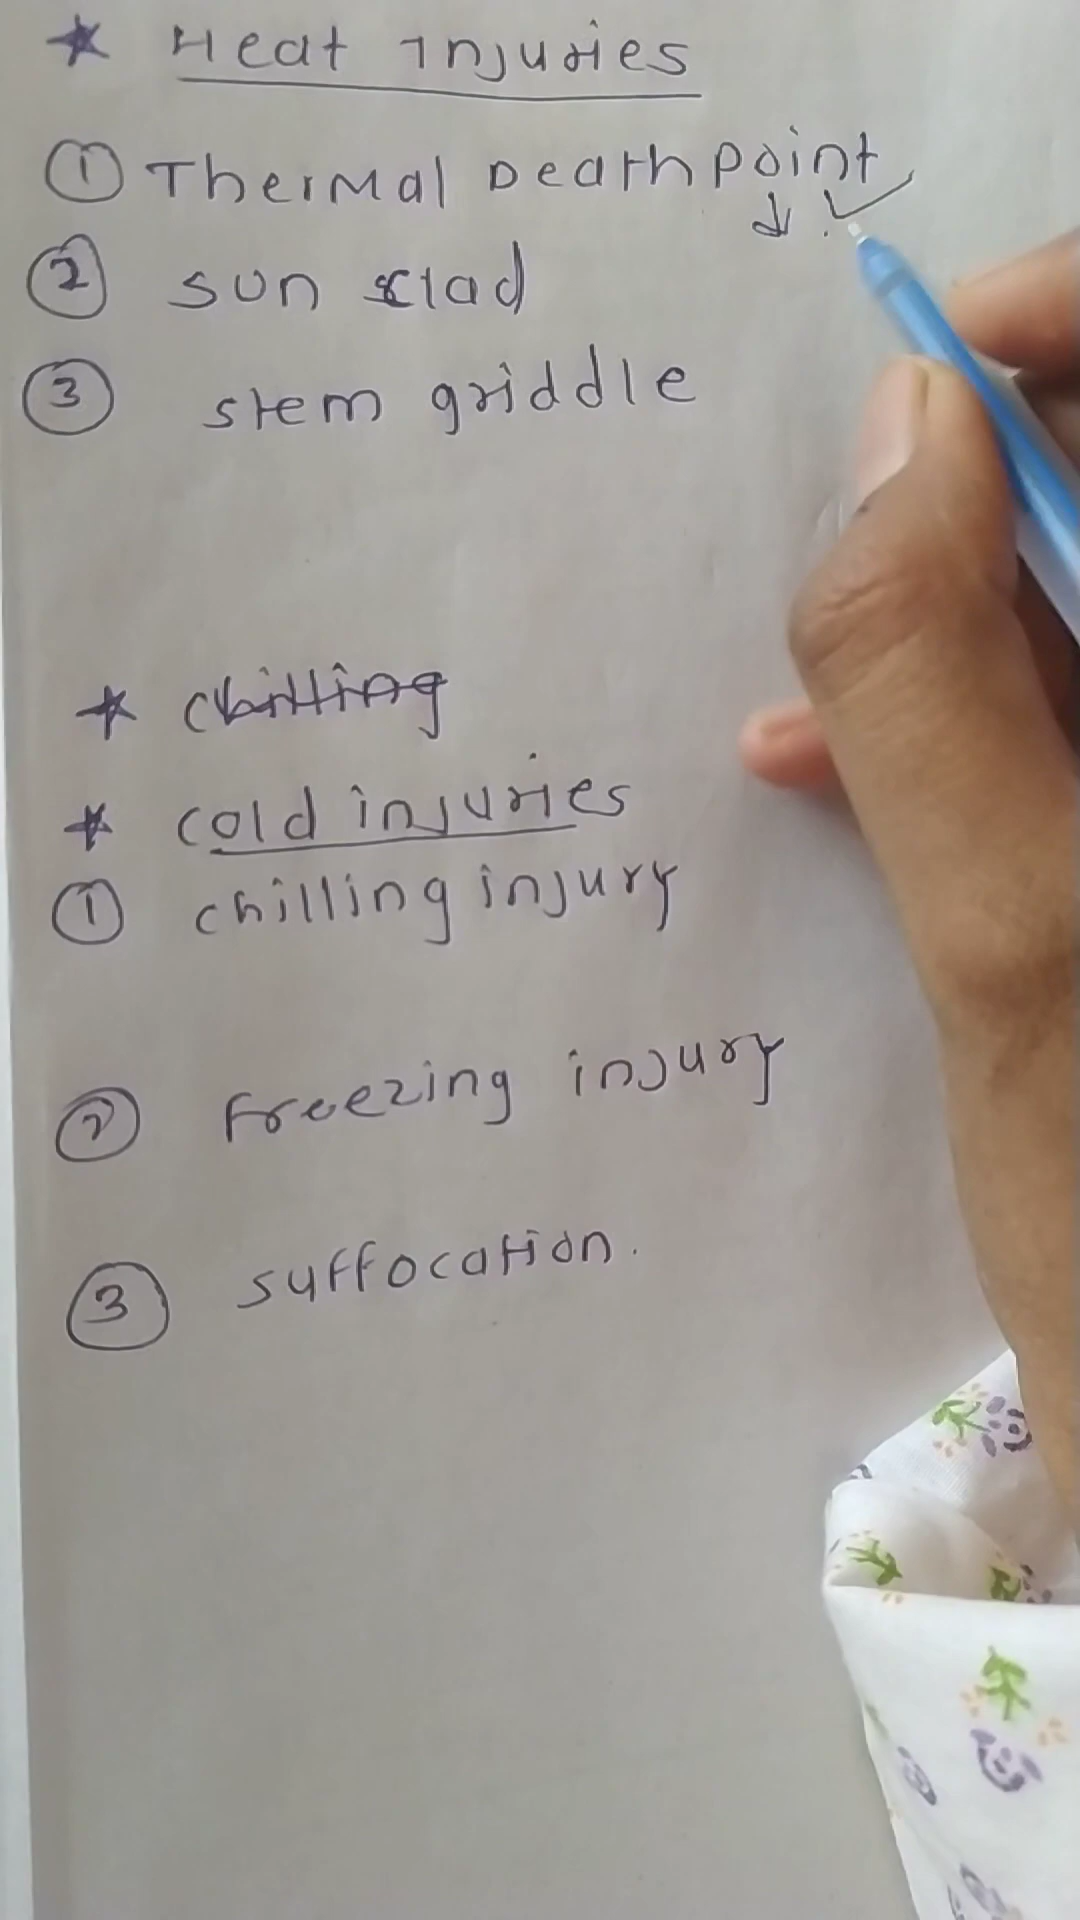 ★ Heat Injuries
① Thermal Death point
↓ . ✓
② sun clad
③ stem griddle
★ chilling
★ cold injuries
① chilling injury
② Freezing injury
③ suffocation.